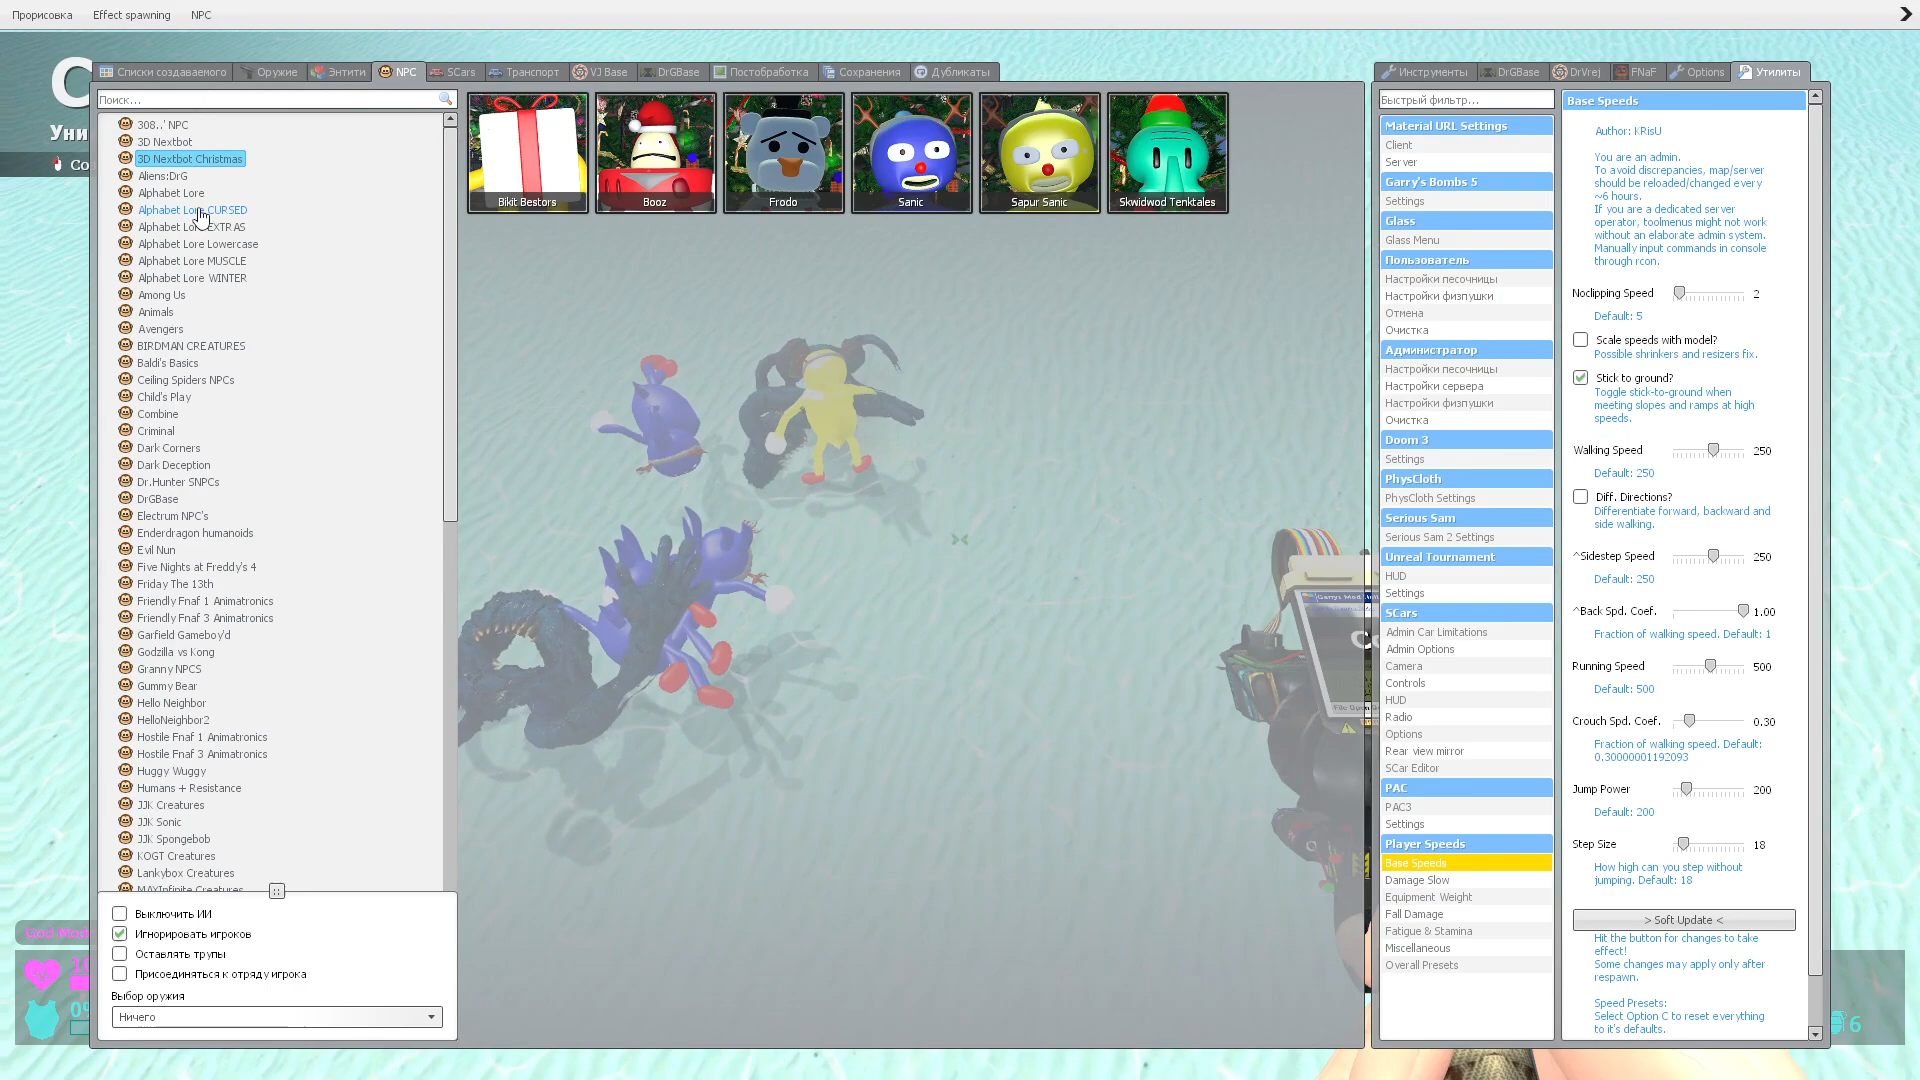 Прорисовка
Effect spawning
NPC
Списки создаваемого
Оружие
Энтити
NPC
SCars
Транспорт
VJ Base
DrGBase
Постобработка
Сохранения
Дубликаты
Поиск...
308..' NPC
3D Nextbot
3D Nextbot Christmas
Aliens:DrG
Alphabet Lore
Alphabet Lore CURSED
Alphabet Lore EXTRAS
Alphabet Lore Lowercase
Alphabet Lore MUSCLE
Alphabet Lore WINTER
Among Us
Animals
Avengers
BIRDMAN CREATURES
Baldi's Basics
Ceiling Spiders NPCs
Child's Play
Combine
Criminal
Dark Corners
Dark Deception
Dr.Hunter SNPCs
DrGBase
Electrum NPC's
Enderdragon humanoids
Evil Nun
Five Nights at Freddy's 4
Friday The 13th
Friendly Fnaf 1 Animatronics
Friendly Fnaf 3 Animatronics
Garfield Gameboy'd
Godzilla vs Kong
Granny NPCS
Gummy Bear
Hello Neighbor
HelloNeighbor2
Hostile Fnaf 1 Animatronics
Hostile Fnaf 3 Animatronics
Huggy Wuggy
Humans + Resistance
JJK Creatures
JJK Sonic
JJK Spongebob
KOGT Creatures
Lankybox Creatures
MAYInfinite Creatures
Выключить ИИ
Игнорировать игроков
Оставлять трупы
Присоединяться к отряду игрока
Выбор оружия
Ничего
Bikit Bestors
Booz
Frodo
Sanic
Sapur Sanic
Skwidwod Tenktales
Инструменты
DrGBase
DrVrej
FNaF
Options
Утилиты
Быстрый фильтр...
Material URL Settings
Client
Server
Garry's Bombs 5
Settings
Glass
Glass Menu
Пользователь
Настройки песочницы
Настройки физпушки
Отмена
Очистка
Администратор
Настройки песочницы
Настройки сервера
Настройки физпушки
Очистка
Doom 3
Settings
PhysCloth
PhysCloth Settings
Serious Sam
Serious Sam 2 Settings
Unreal Tournament
HUD
Settings
SCars
Admin Car Limitations
Admin Options
Camera
Controls
HUD
Radio
Options
Rear view mirror
SCar Editor
PAC
PAC3
Settings
Player Speeds
Base Speeds
Damage Slow
Equipment Weight
Fall Damage
Fatigue & Stamina
Miscellaneous
Overall Presets
Base Speeds
Author: KRisU
You are an admin.
To avoid discrepancies, map/server
should be reloaded/changed every
~6 hours.
If you are a dedicated server
operator, toolmenus might not work
without an elaborate admin system.
Manually input commands in console
through rcon.
Noclipping Speed 2
Default: 5
Scale speeds with model?
Possible shrinkers and resizers fix.
Stick to ground?
Toggle stick-to-ground when
meeting slopes and ramps at high
speeds.
Walking Speed 250
Default: 250
Diff. Directions?
Differentiate forward, backward and
side walking.
^Sidestep Speed 250
Default: 250
^Back Spd. Coef. 1.00
Fraction of walking speed. Default: 1
Running Speed 500
Default: 500
Crouch Spd. Coef. 0.30
Fraction of walking speed. Default:
0.30000001192093
Jump Power 200
Default: 200
Step Size 18
How high can you step without
jumping. Default: 18
> Soft Update <
Hit the button for changes to take
effect!
Some changes may apply only after
respawn.
Speed Presets:
Select Option C to reset everything
to it's defaults.
6